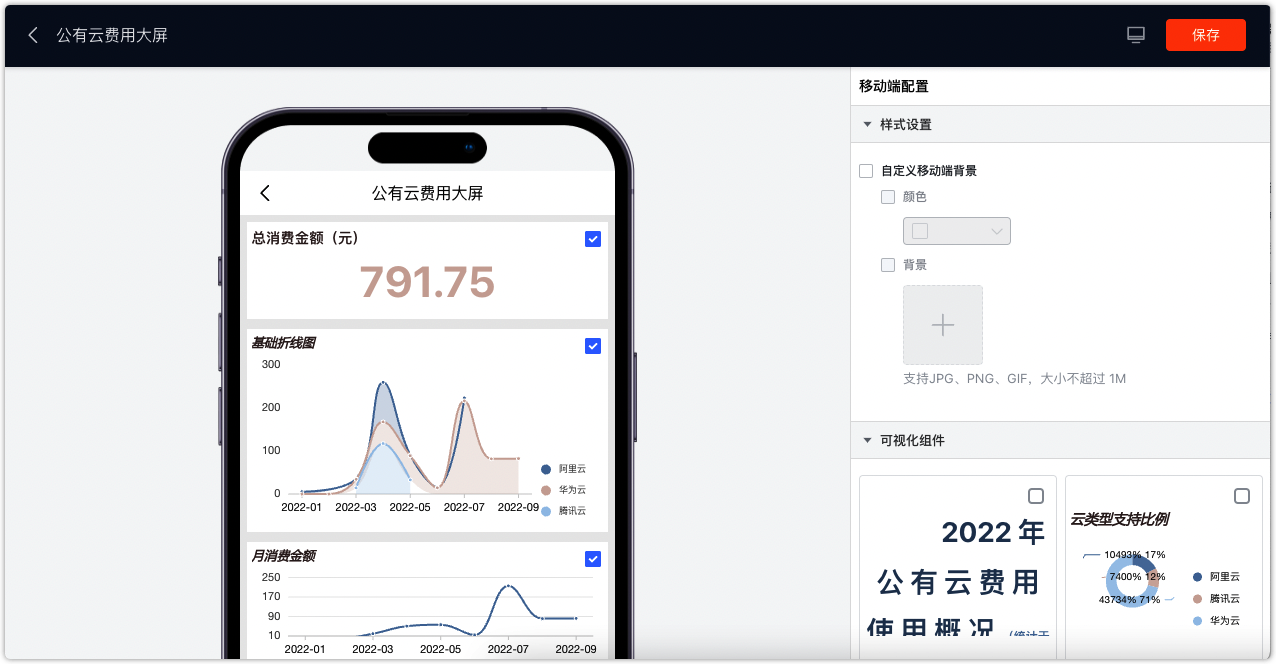 公有云费用大屏
保存
公有云费用大屏
总消费金额（元）
791.75
基础折线图
300
200
100
0
2022-01 2022-03 2022-05 2022-07 2022-09
阿里云
华为云
腾讯云
月消费金额
250
170
90
10
2022-01 2022-03 2022-05 2022-07 2022-09
移动端配置
样式设置
自定义移动端背景
颜色
背景
支持JPG、PNG、GIF，大小不超过 1M
可视化组件
2022 年
公有云费用
使用概况（统计于
云类型支持比例
10493% 17%
7400% 12%
43734% 71%
阿里云
腾讯云
华为云